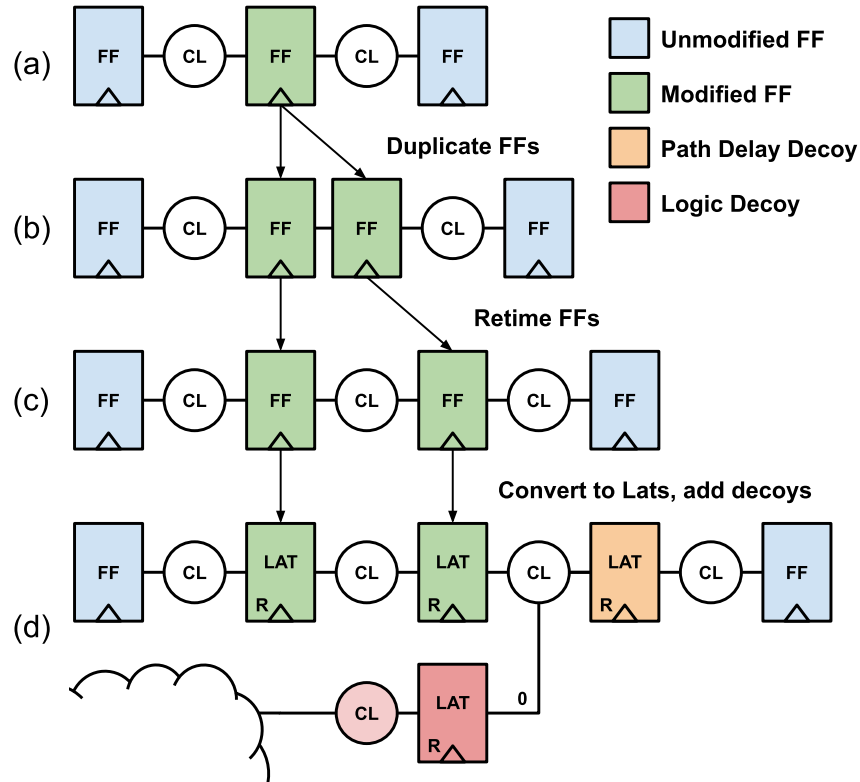 (a) FF CL FF CL FF
Unmodified FF
Modified FF
Path Delay Decoy
Logic Decoy
Duplicate FFs
(b) FF CL FF FF CL FF
Retime FFs
(c) FF CL FF CL FF CL FF
Convert to Lats, add decoys
(d) FF CL LAT R CL LAT R CL LAT R CL FF
CL LAT R 0